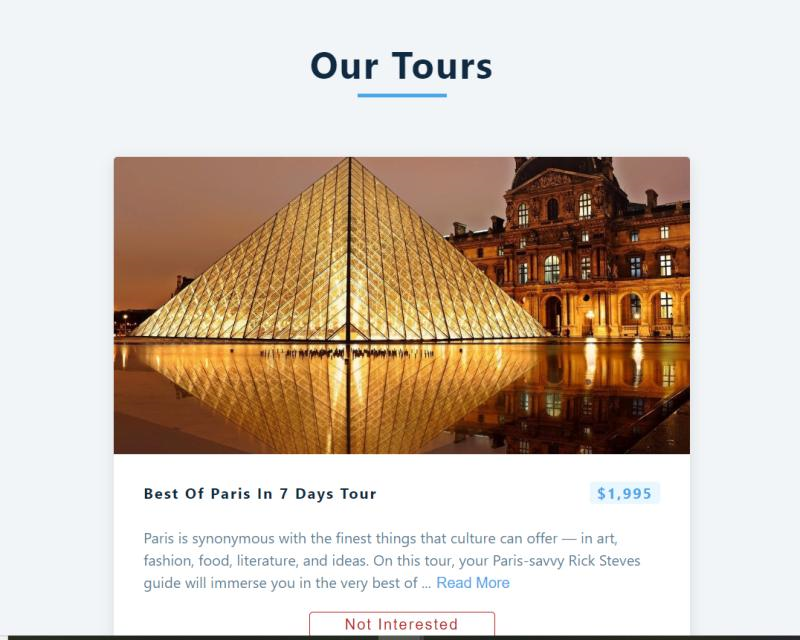 Our Tours
Best Of Paris In 7 Days Tour
$1,995
Paris is synonymous with the finest things that culture can offer — in art,
fashion, food, literature, and ideas. On this tour, your Paris-savvy Rick Steves
guide will immerse you in the very best of ... Read More
Not Interested